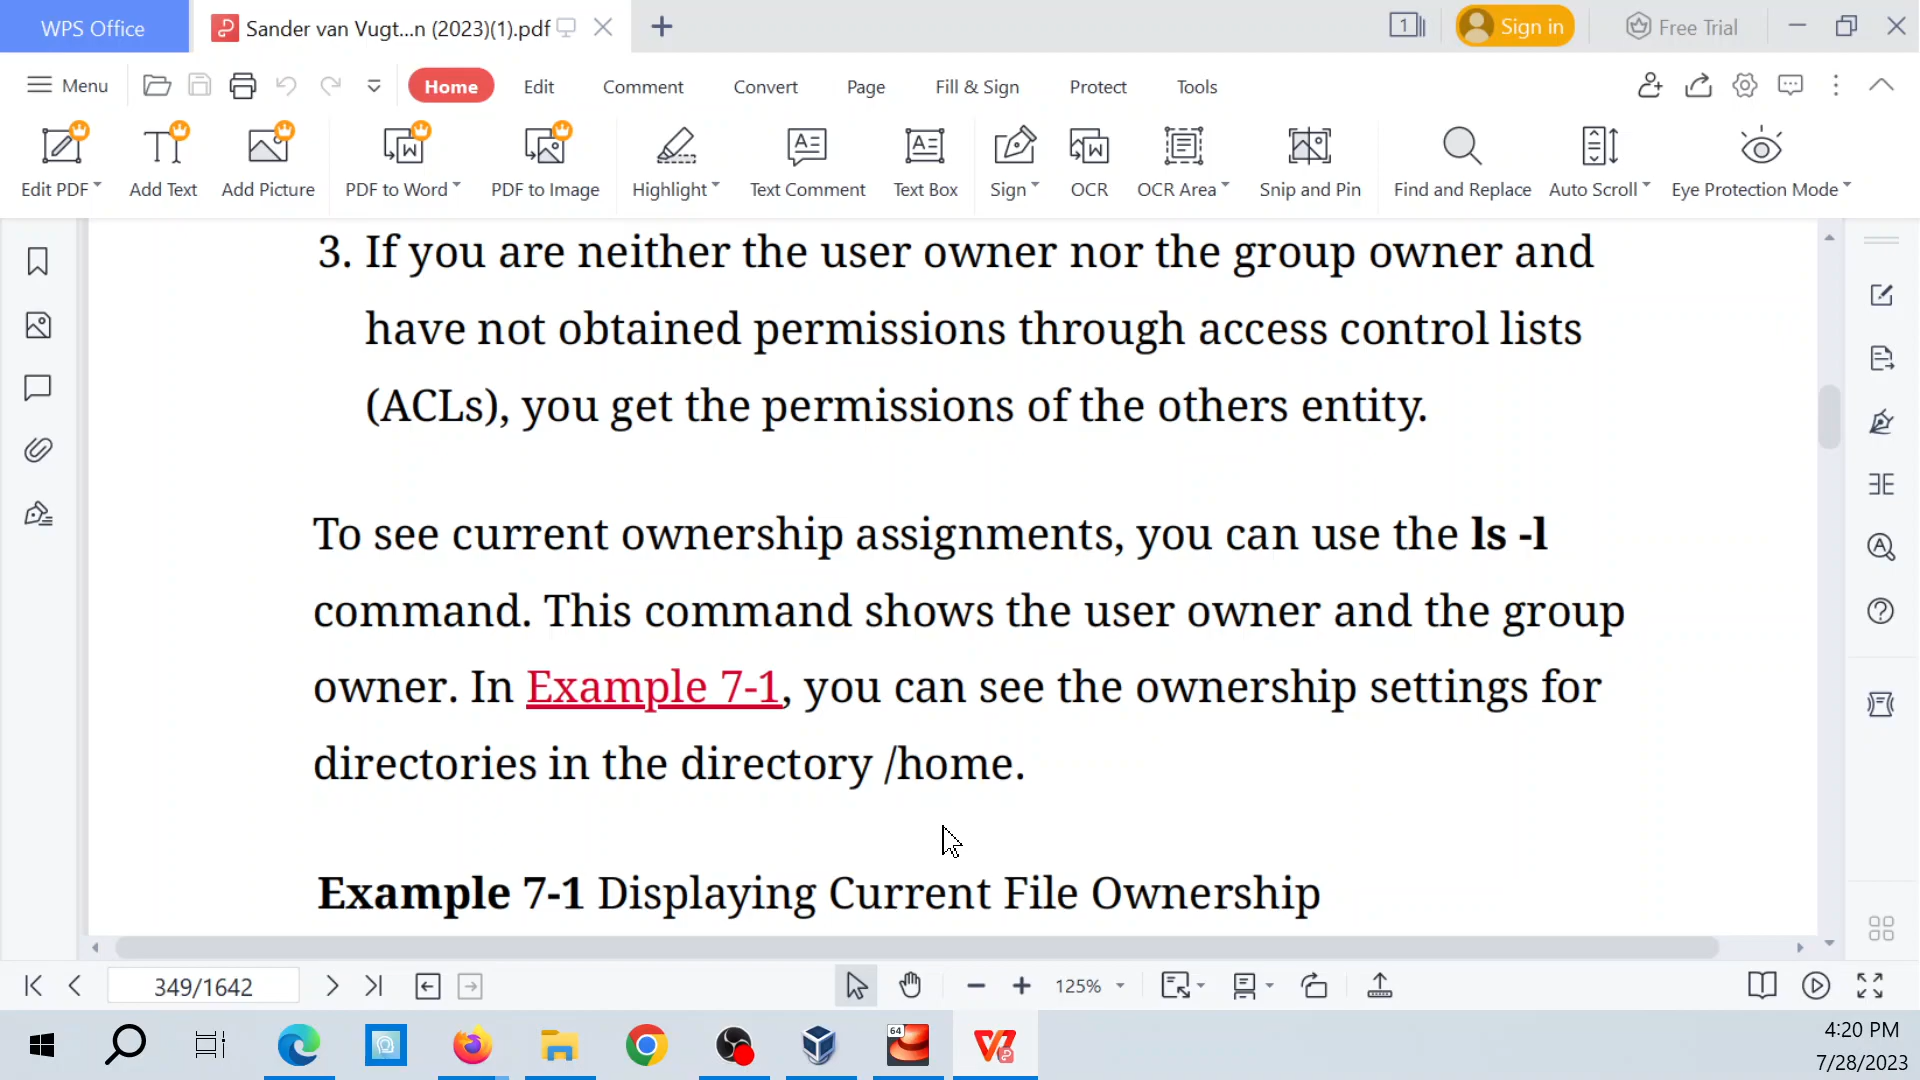 WPS Office
Sander van Vugt...n (2023)(1).pdf
1
Sign in
Free Trial
Menu
Home
Edit
Comment
Convert
Page
Fill & Sign
Protect
Tools
Edit PDF
Add Text
Add Picture
PDF to Word
PDF to Image
Highlight
Text Comment
Text Box
Sign
OCR
OCR Area
Snip and Pin
Find and Replace
Auto Scroll
Eye Protection Mode
3. If you are neither the user owner nor the group owner and
have not obtained permissions through access control lists
(ACLs), you get the permissions of the others entity.
To see current ownership assignments, you can use the ls -l
command. This command shows the user owner and the group
owner. In Example 7-1, you can see the ownership settings for
directories in the directory /home.
Example 7-1 Displaying Current File Ownership
349/1642
125%
64
4:20 PM
7/28/2023